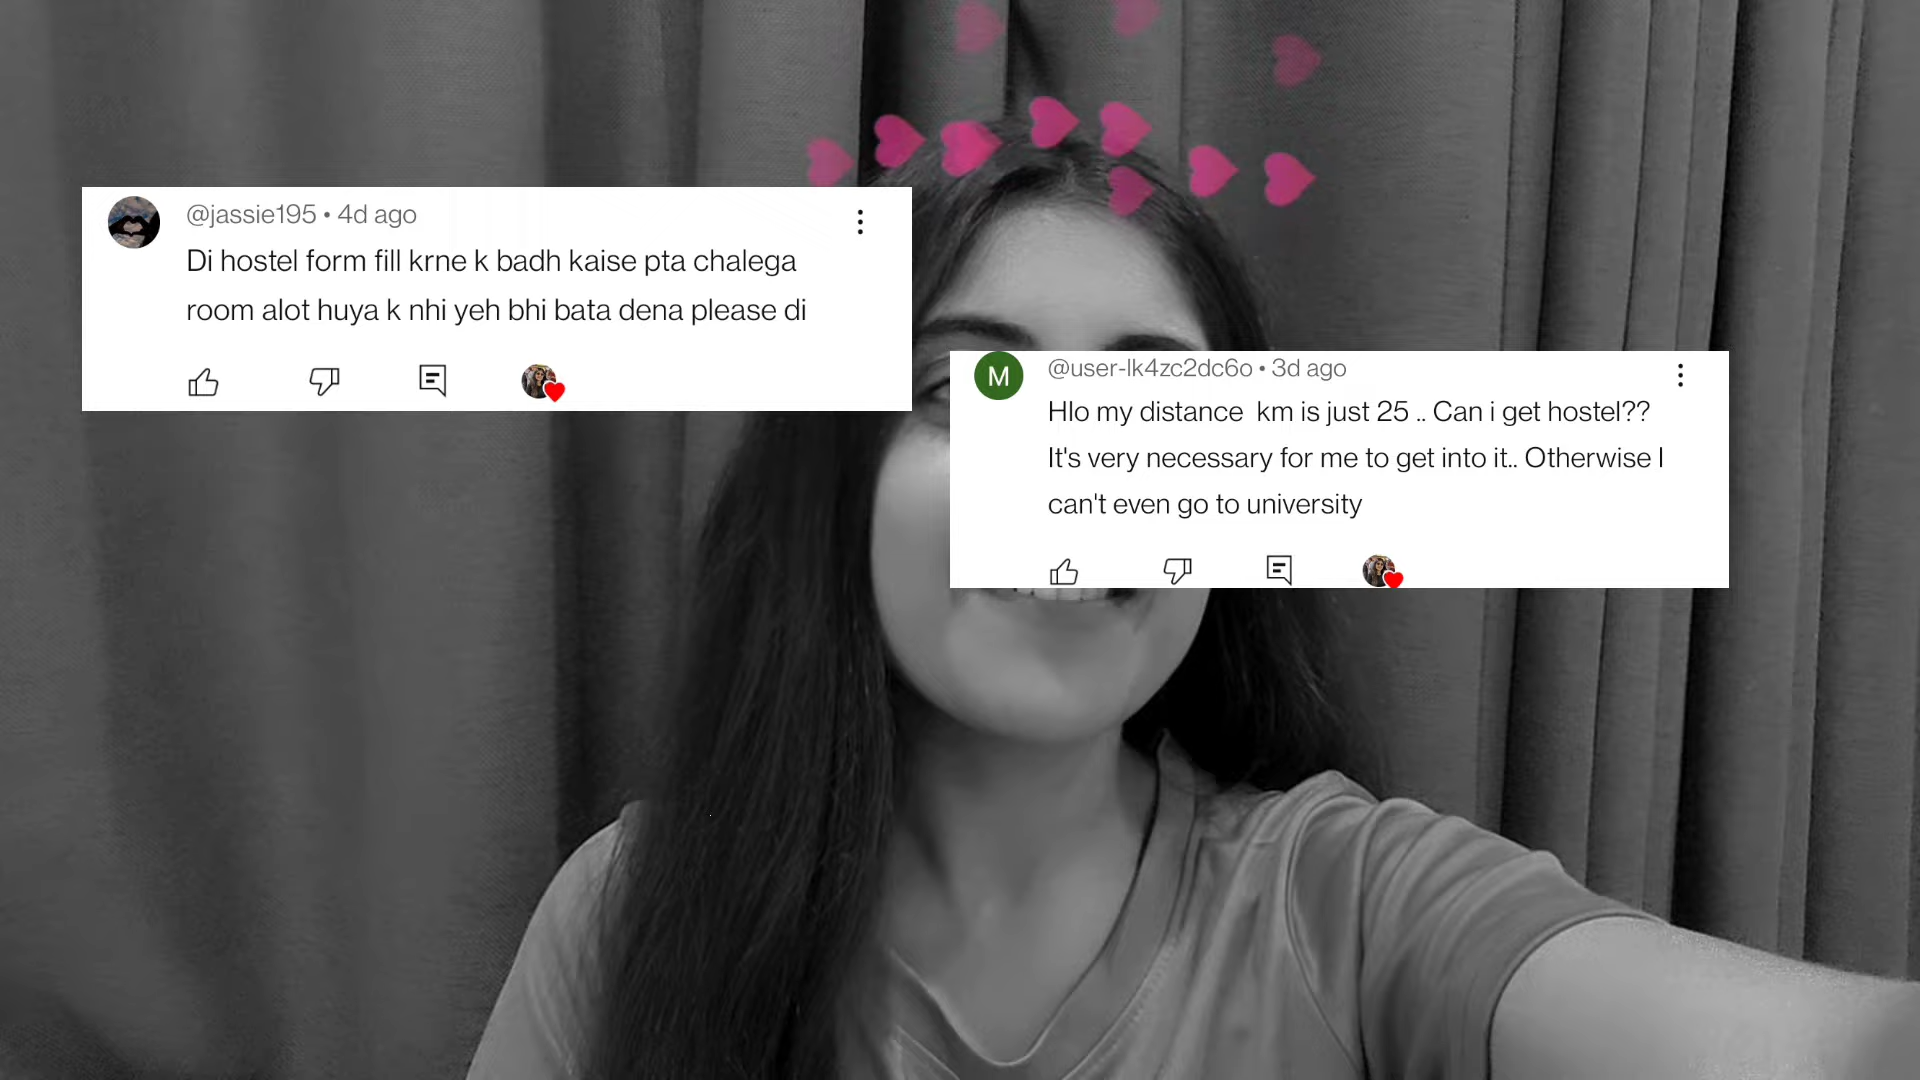 @jassie195 • 4d ago
Di hostel form fill krne k badh kaise pta chalega
room alot huya k nhi yeh bhi bata dena please di
M
@user-lk4zc2dc6o • 3d ago
Hlo my distance km is just 25 .. Can i get hostel??
It's very necessary for me to get into it.. Otherwise I
can't even go to university